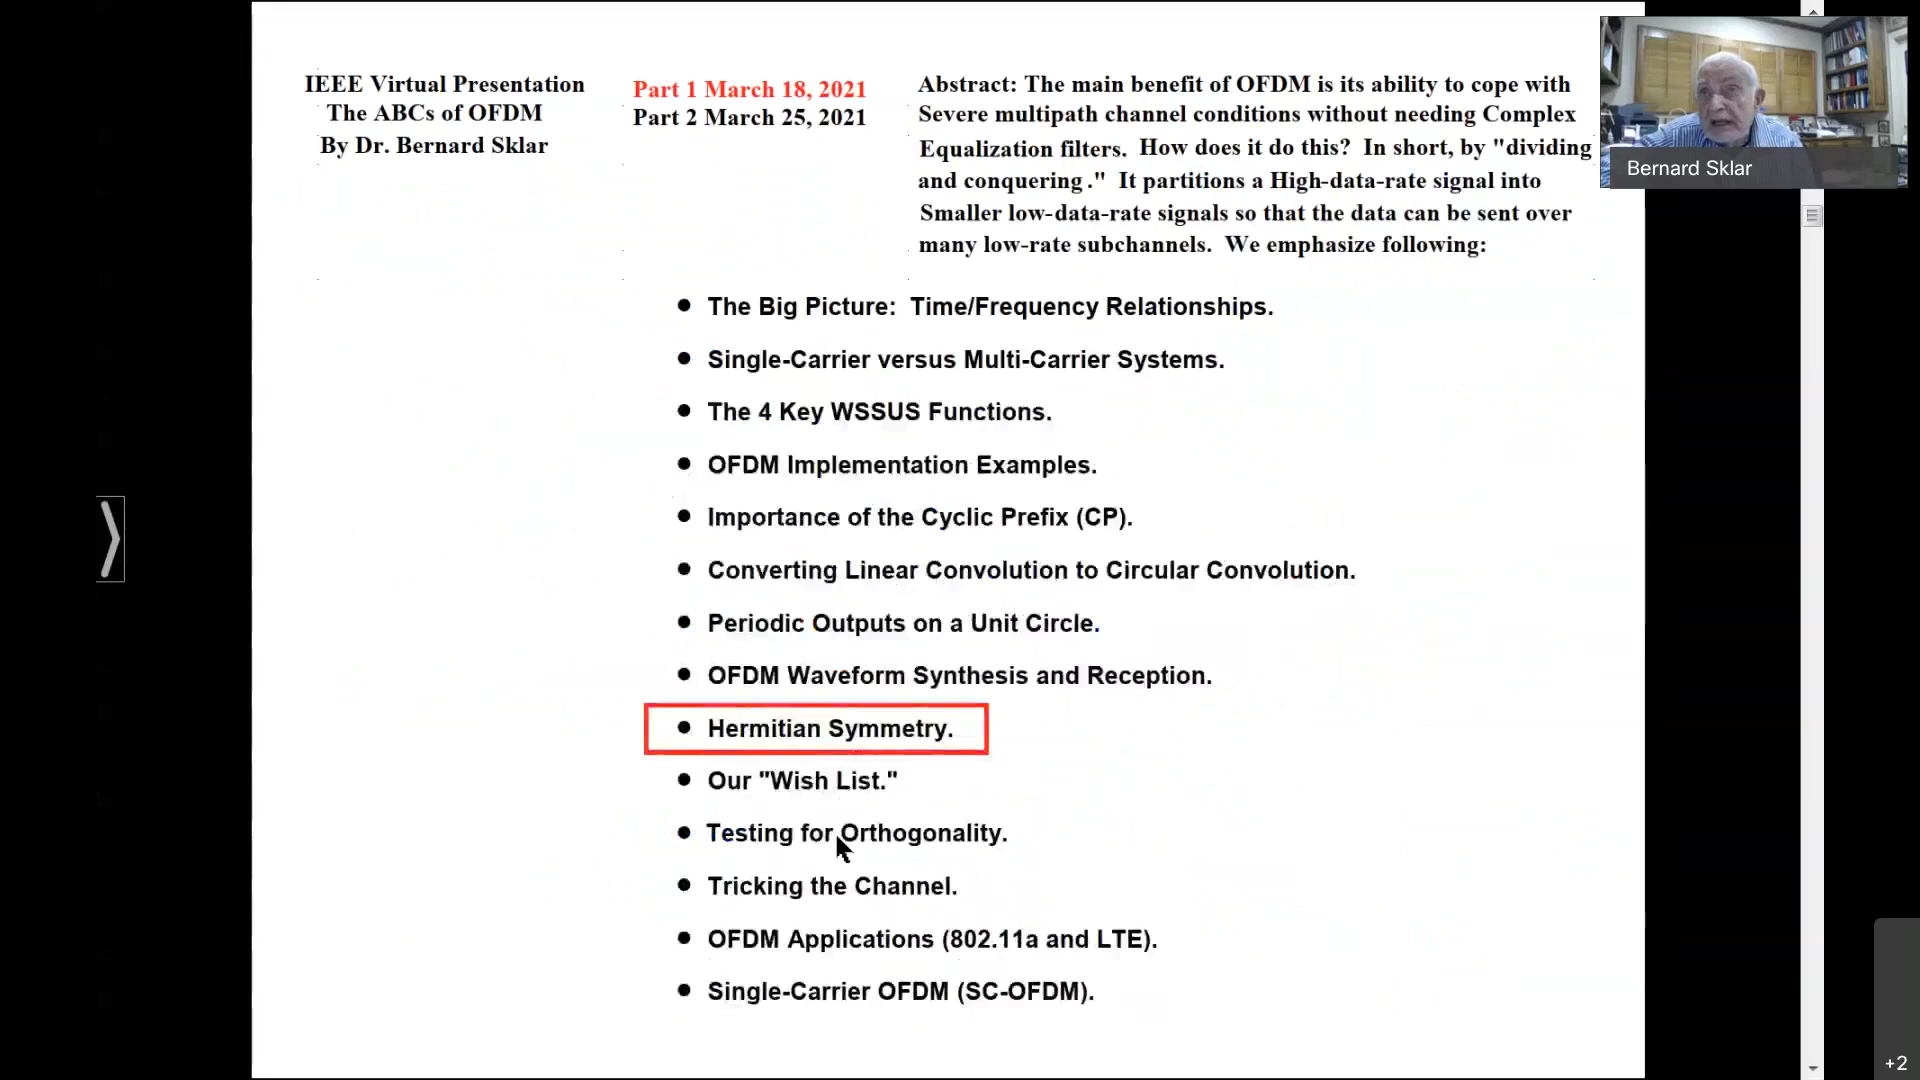 IEEE Virtual Presentation
The ABCs of OFDM
By Dr. Bernard Sklar
Part 1 March 18, 2021
Part 2 March 25, 2021
Abstract: The main benefit of OFDM is its ability to cope with
Severe multipath channel conditions without needing Complex
Equalization filters. How does it do this? In short, by "dividing
and conquering." It partitions a High-data-rate signal into
Smaller low-data-rate signals so that the data can be sent over
many low-rate subchannels. We emphasize following:
• The Big Picture: Time/Frequency Relationships.
• Single-Carrier versus Multi-Carrier Systems.
• The 4 Key WSSUS Functions.
• OFDM Implementation Examples.
• Importance of the Cyclic Prefix (CP).
• Converting Linear Convolution to Circular Convolution.
• Periodic Outputs on a Unit Circle.
• OFDM Waveform Synthesis and Reception.
• Hermitian Symmetry.
• Our "Wish List."
• Testing for Orthogonality.
• Tricking the Channel.
• OFDM Applications (802.11a and LTE).
• Single-Carrier OFDM (SC-OFDM).
Bernard Sklar
+2